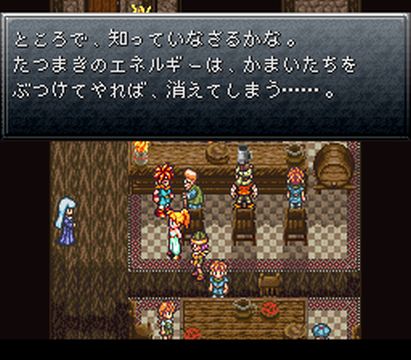 ところで、知っていなさるかな。
たつまきのエネルギーは、かまいたちを
ぶつけてやれば、消えてしまう……。